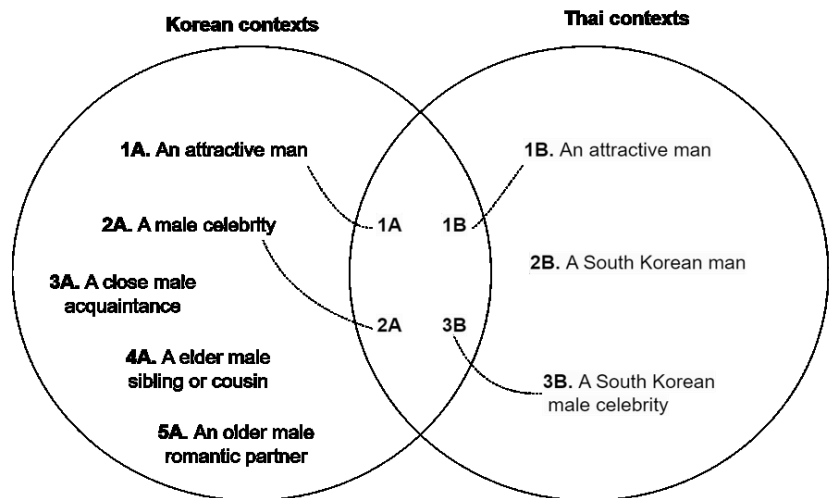 Korean contexts
Thai contexts
1A. An attractive man
2A. A male celebrity
3A. A close male
acquaintance
4A. A elder male
sibling or cousin
5A. An older male
romantic partner
1A 1B
2A 3B
1B. An attractive man
2B. A South Korean man
3B. A South Korean
male celebrity